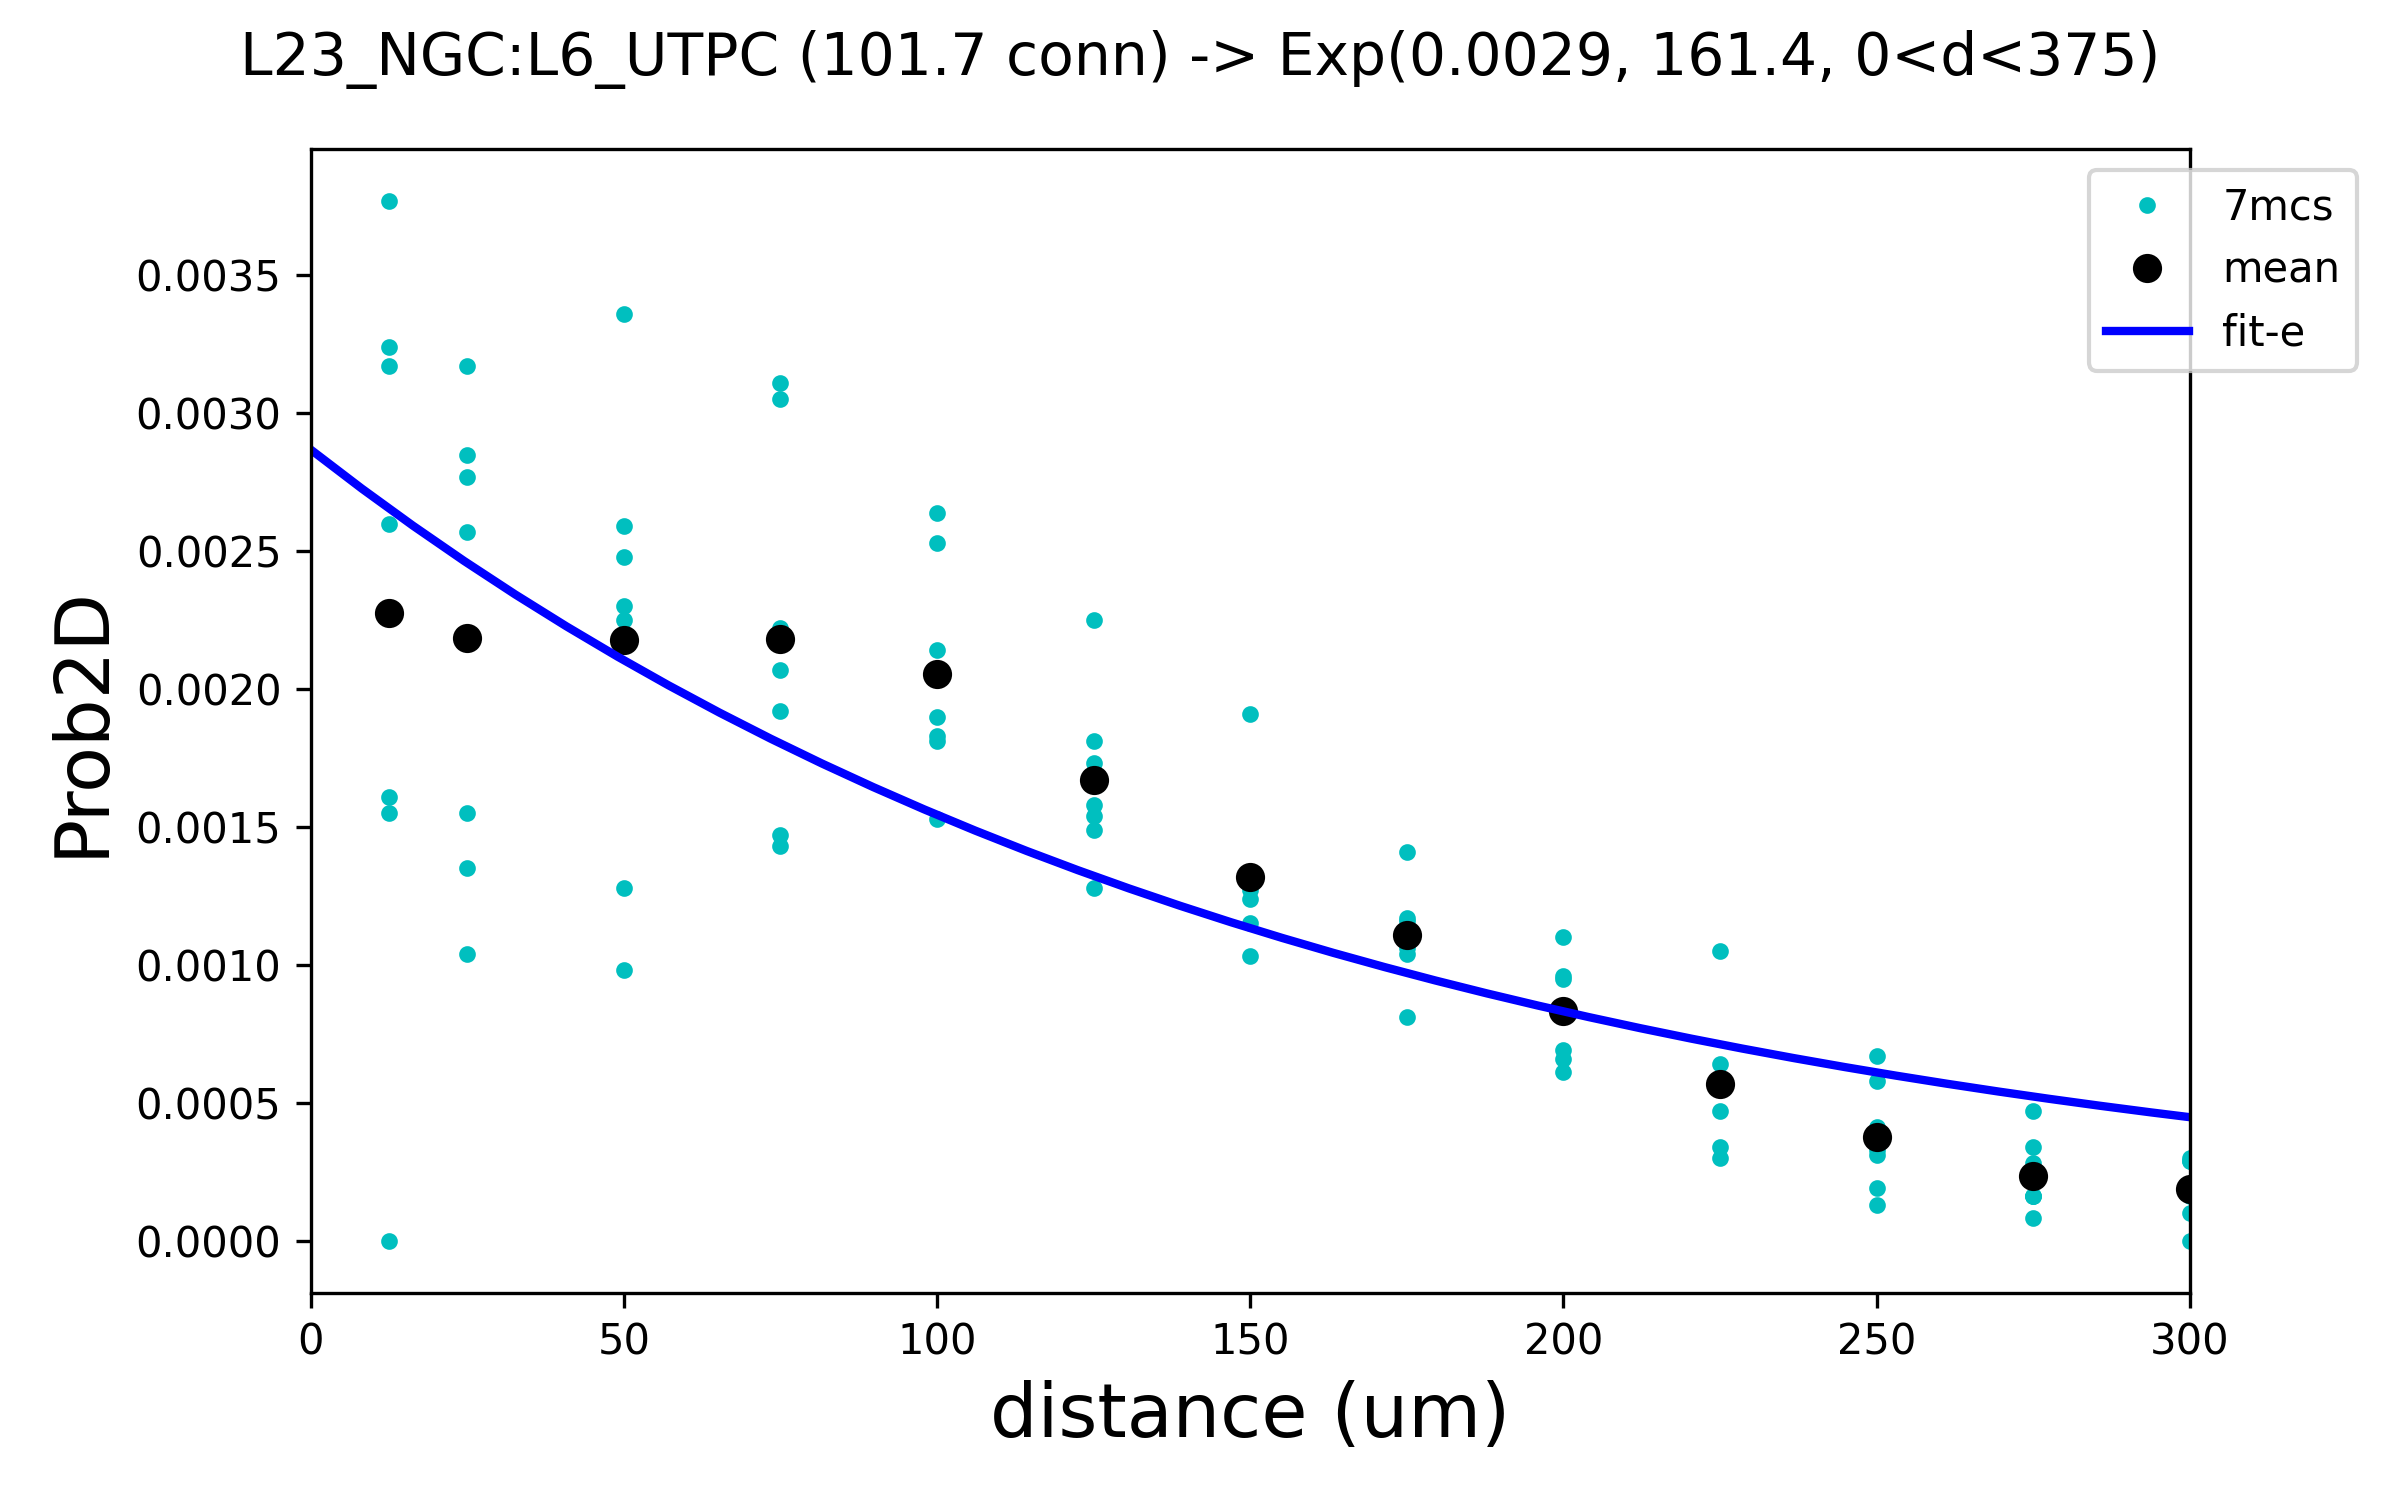 L23_NGC:L6_UTPC (101.7 conn) -> Exp(0.0029, 161.4, 0<d<375)
7mcs
mean
fit-e
0.0035
0.0030
0.0025
0.0020
0.0015
0.0010
0.0005
0.0000
Prob2D
0 50 100 150 200 250 300
distance (um)